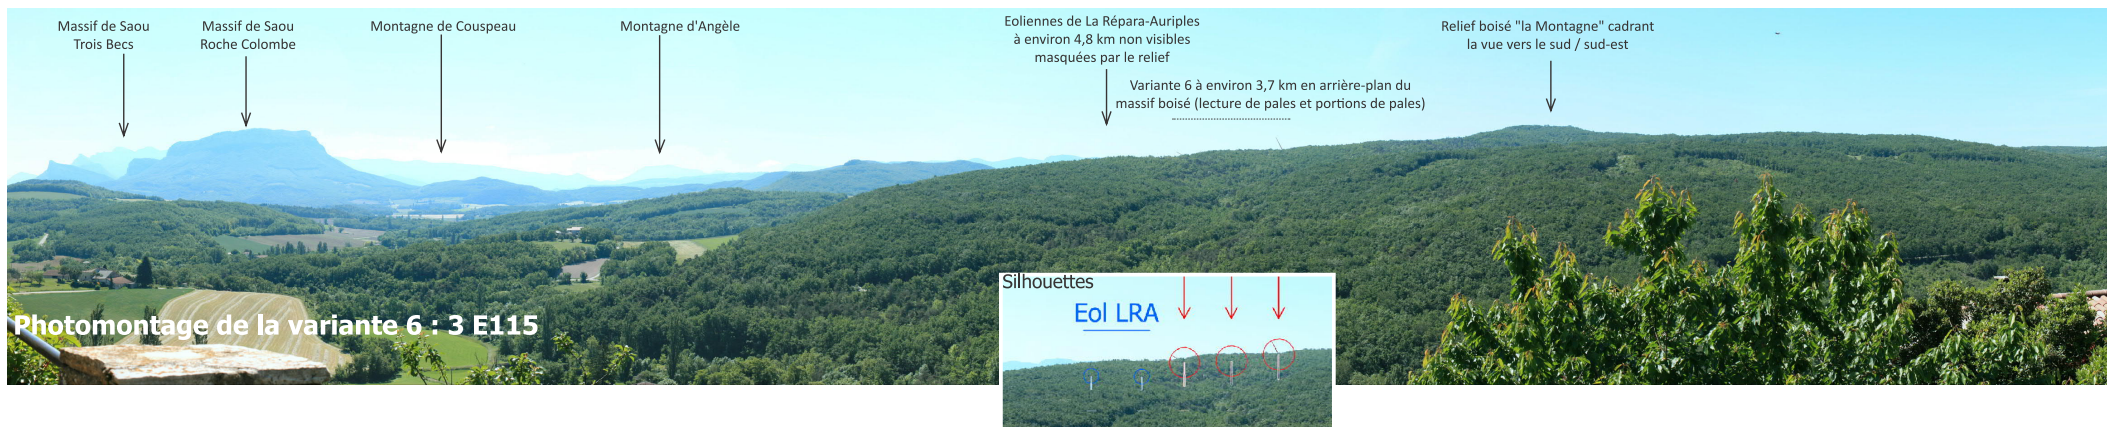 Massif de Saou
Trois Becs
Massif de Saou
Roche Colombe
Montagne de Couspeau
Montagne d'Angèle
Eoliennes de La Répara-Auriples
à environ 4,8 km non visibles
masquées par le relief
Variante 6 à environ 3,7 km en arrière-plan du
massif boisé (lecture de pales et portions de pales)
Relief boisé "la Montagne" cadrant
la vue vers le sud / sud-est
Silhouettes
Eol LRA
Photomontage de la variante 6 : 3 E115